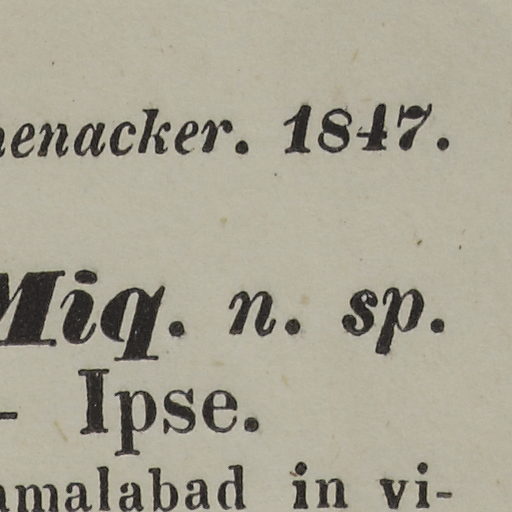 henacker. 1847.
Miq. n. sp.
- Ipse.
amalabad in vi-